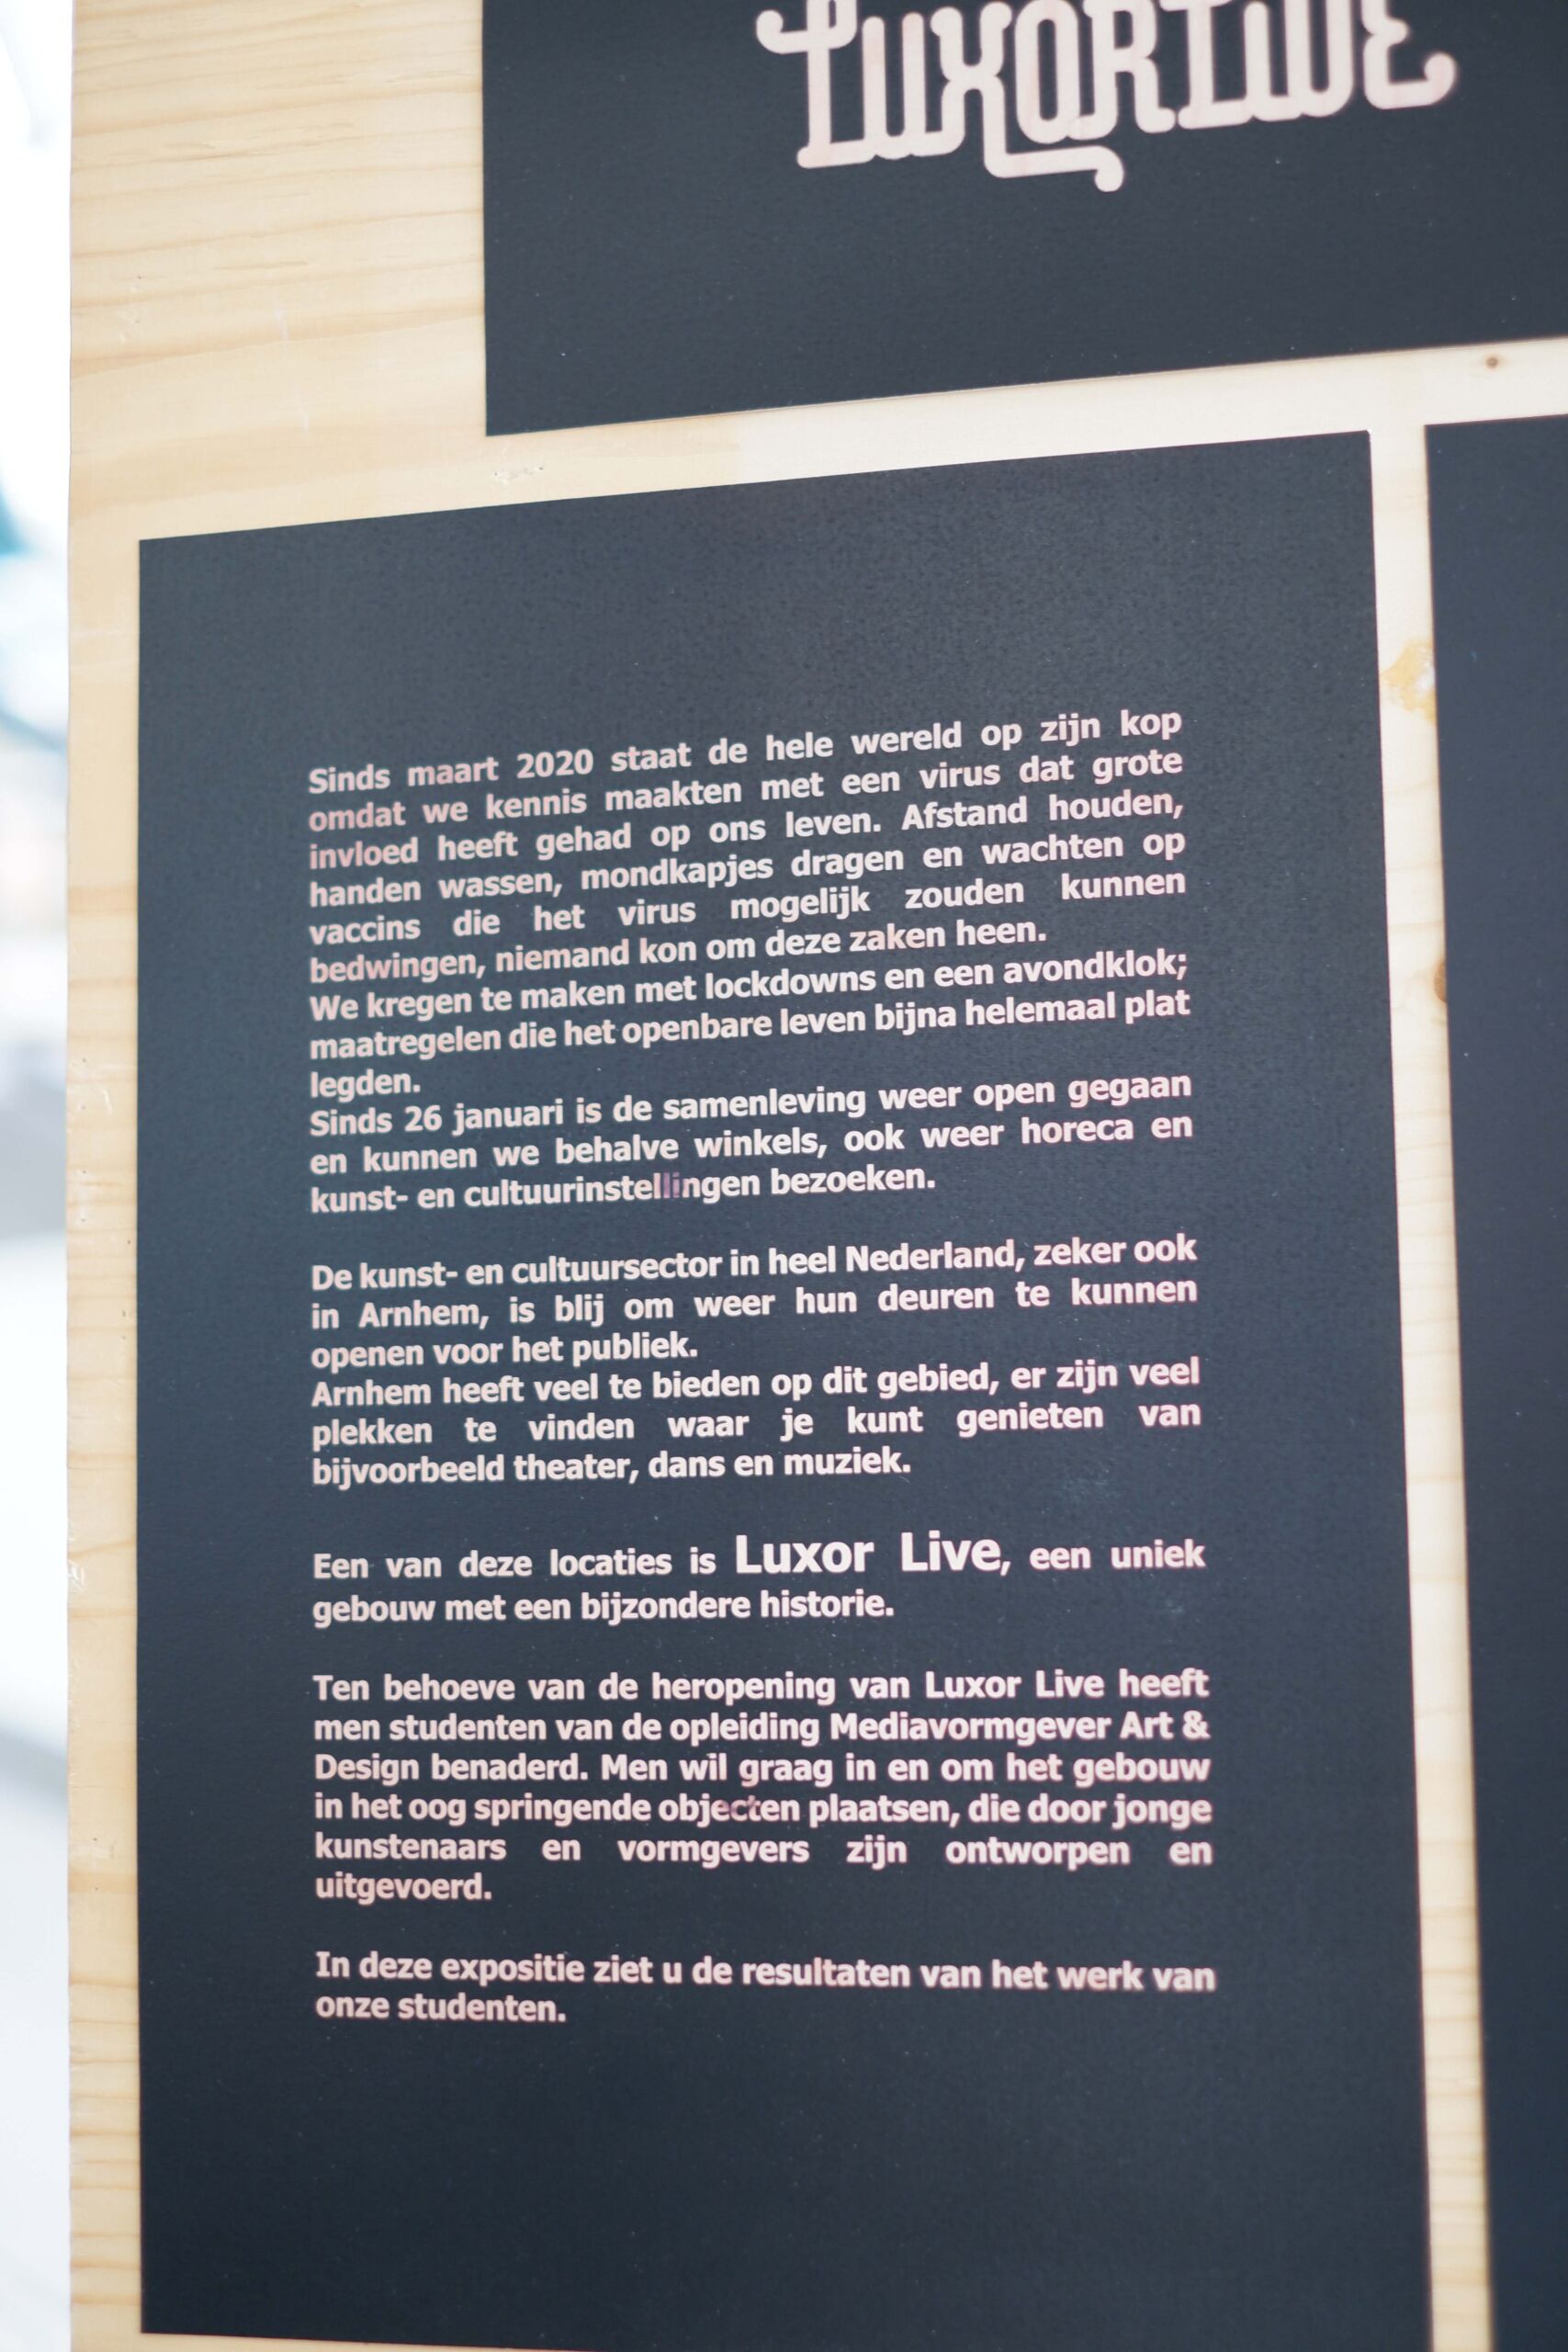 LUXORLIVE
Sinds maart 2020 staat de hele wereld op zijn kop
omdat we kennis maakten met een virus dat grote
invloed heeft gehad op ons leven. Afstand houden,
handen wassen, mondkapjes dragen en wachten op
vaccins die het virus mogelijk zouden kunnen
bedwingen, niemand kon om deze zaken heen.
We kregen te maken met lockdowns en een avondklok;
maatregelen die het openbare leven bijna helemaal plat
legden.
Sinds 26 januari is de samenleving weer open gegaan
en kunnen we behalve winkels, ook weer horeca en
kunst- en cultuurinstellingen bezoeken.
De kunst- en cultuursector in heel Nederland, zeker ook
in Arnhem, is blij om weer hun deuren te kunnen
openen voor het publiek.
Arnhem heeft veel te bieden op dit gebied, er zijn veel
plekken te vinden waar je kunt genieten van
bijvoorbeeld theater, dans en muziek.
Een van deze locaties is Luxor Live, een uniek
gebouw met een bijzondere historie.
Ten behoeve van de heropening van Luxor Live heeft
men studenten van de opleiding Mediavormgever Art &
Design benaderd. Men wil graag in en om het gebouw
in het oog springende objecten plaatsen, die door jonge
kunstenaars en vormgevers zijn ontworpen en
uitgevoerd.
In deze expositie ziet u de resultaten van het werk van
onze studenten.